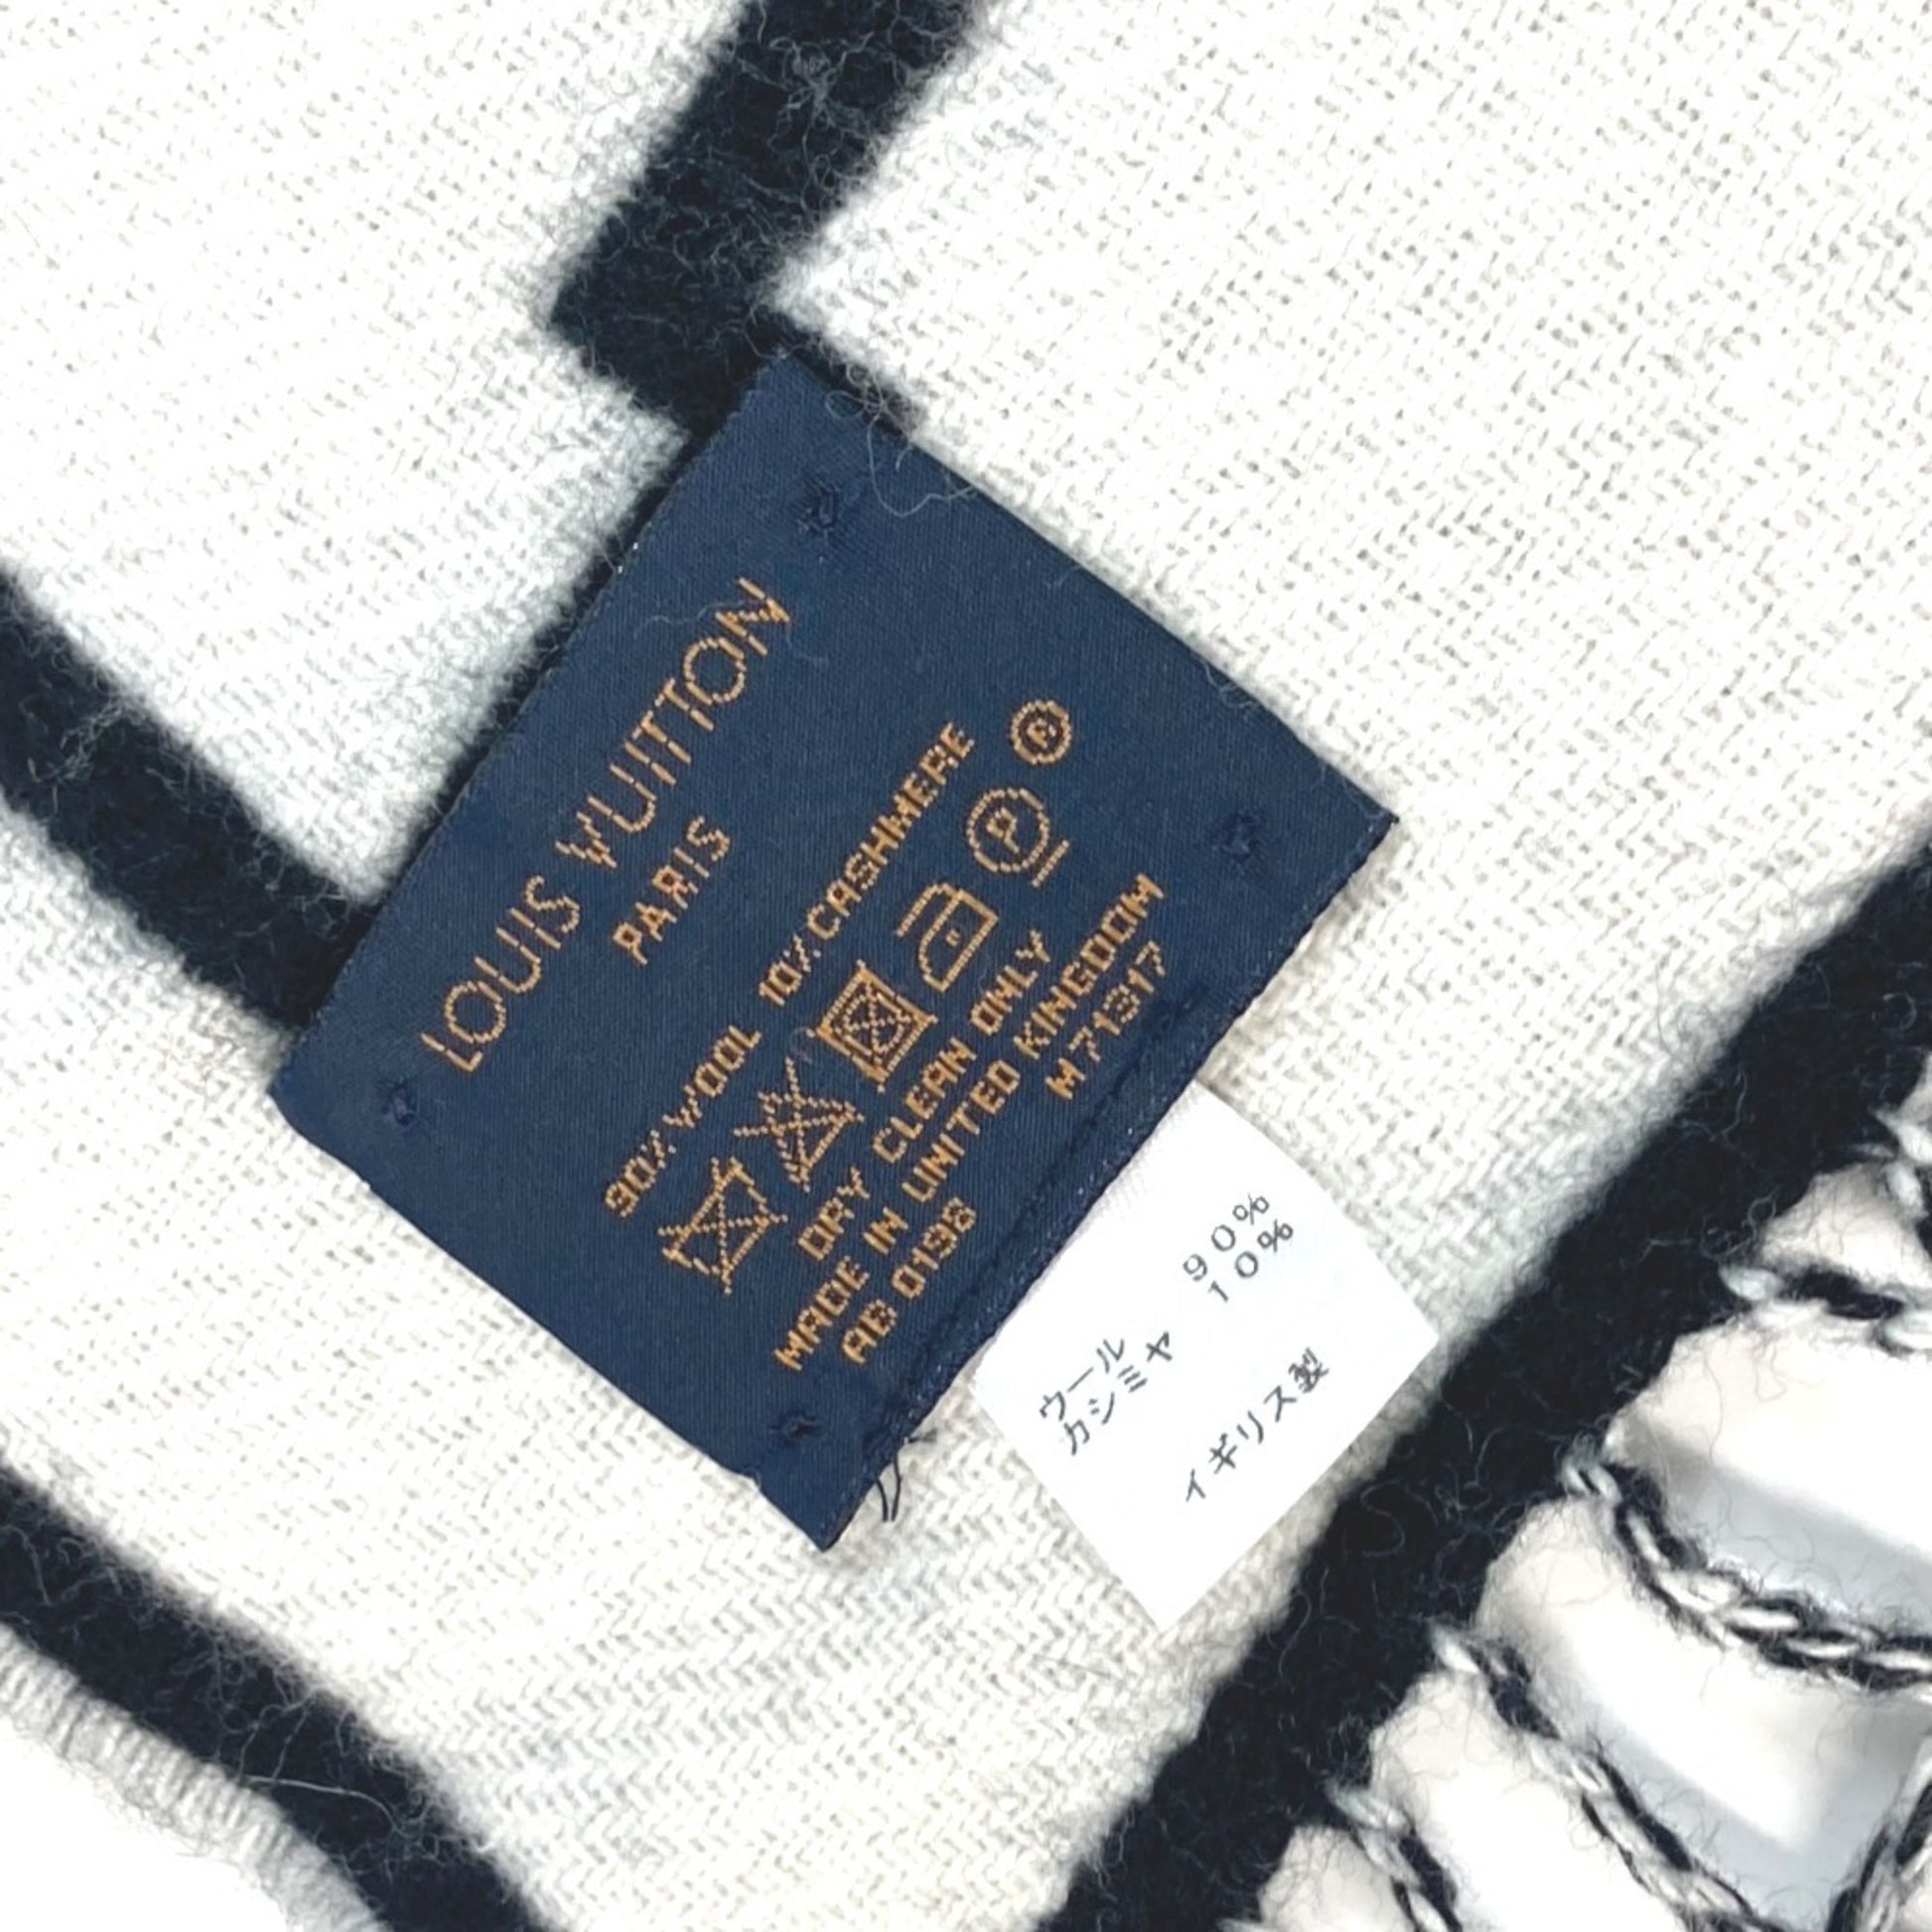 LOUIS VUITTON
PARIS
90% WOOL 10% CASHMERE ®
P
DRY CLEAN ONLY
MADE IN UNITED KINGDOM
AB 0198 M71317
ウール 90%
カシミヤ 10%
イギリス製